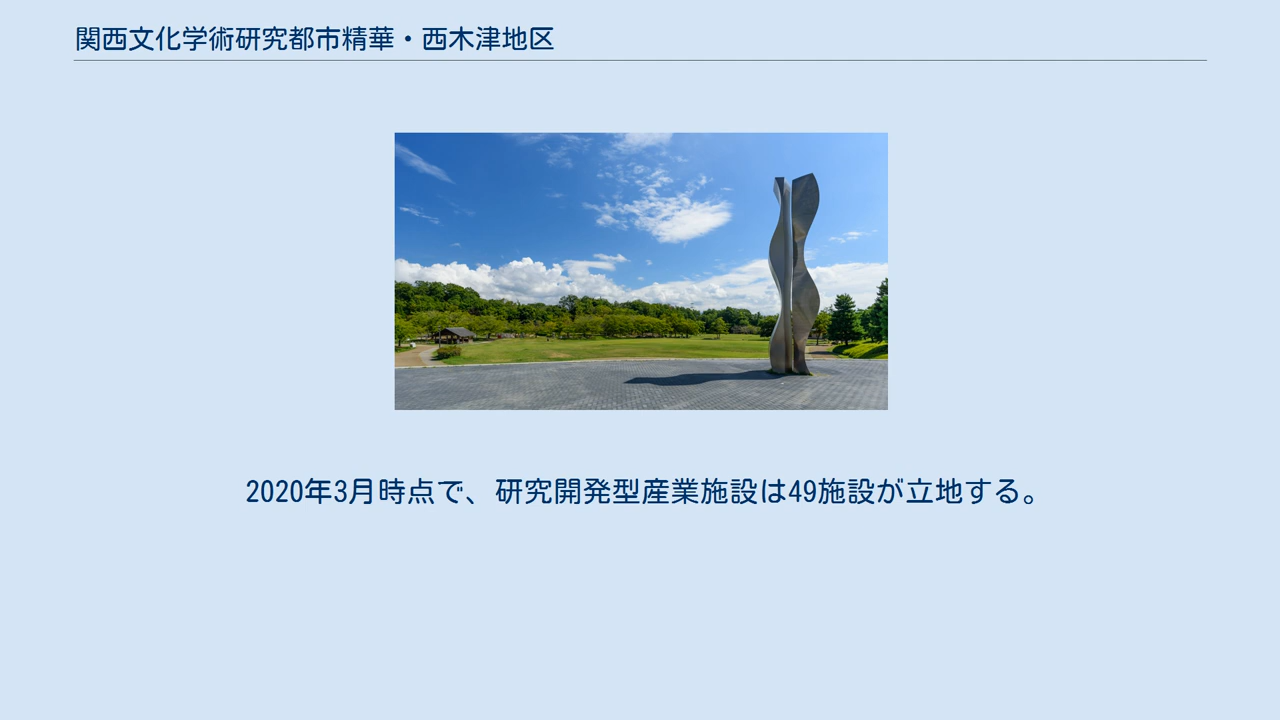 関西文化学術研究都市精華・西木津地区
2020年3月時点で、研究開発型産業施設は49施設が立地する。